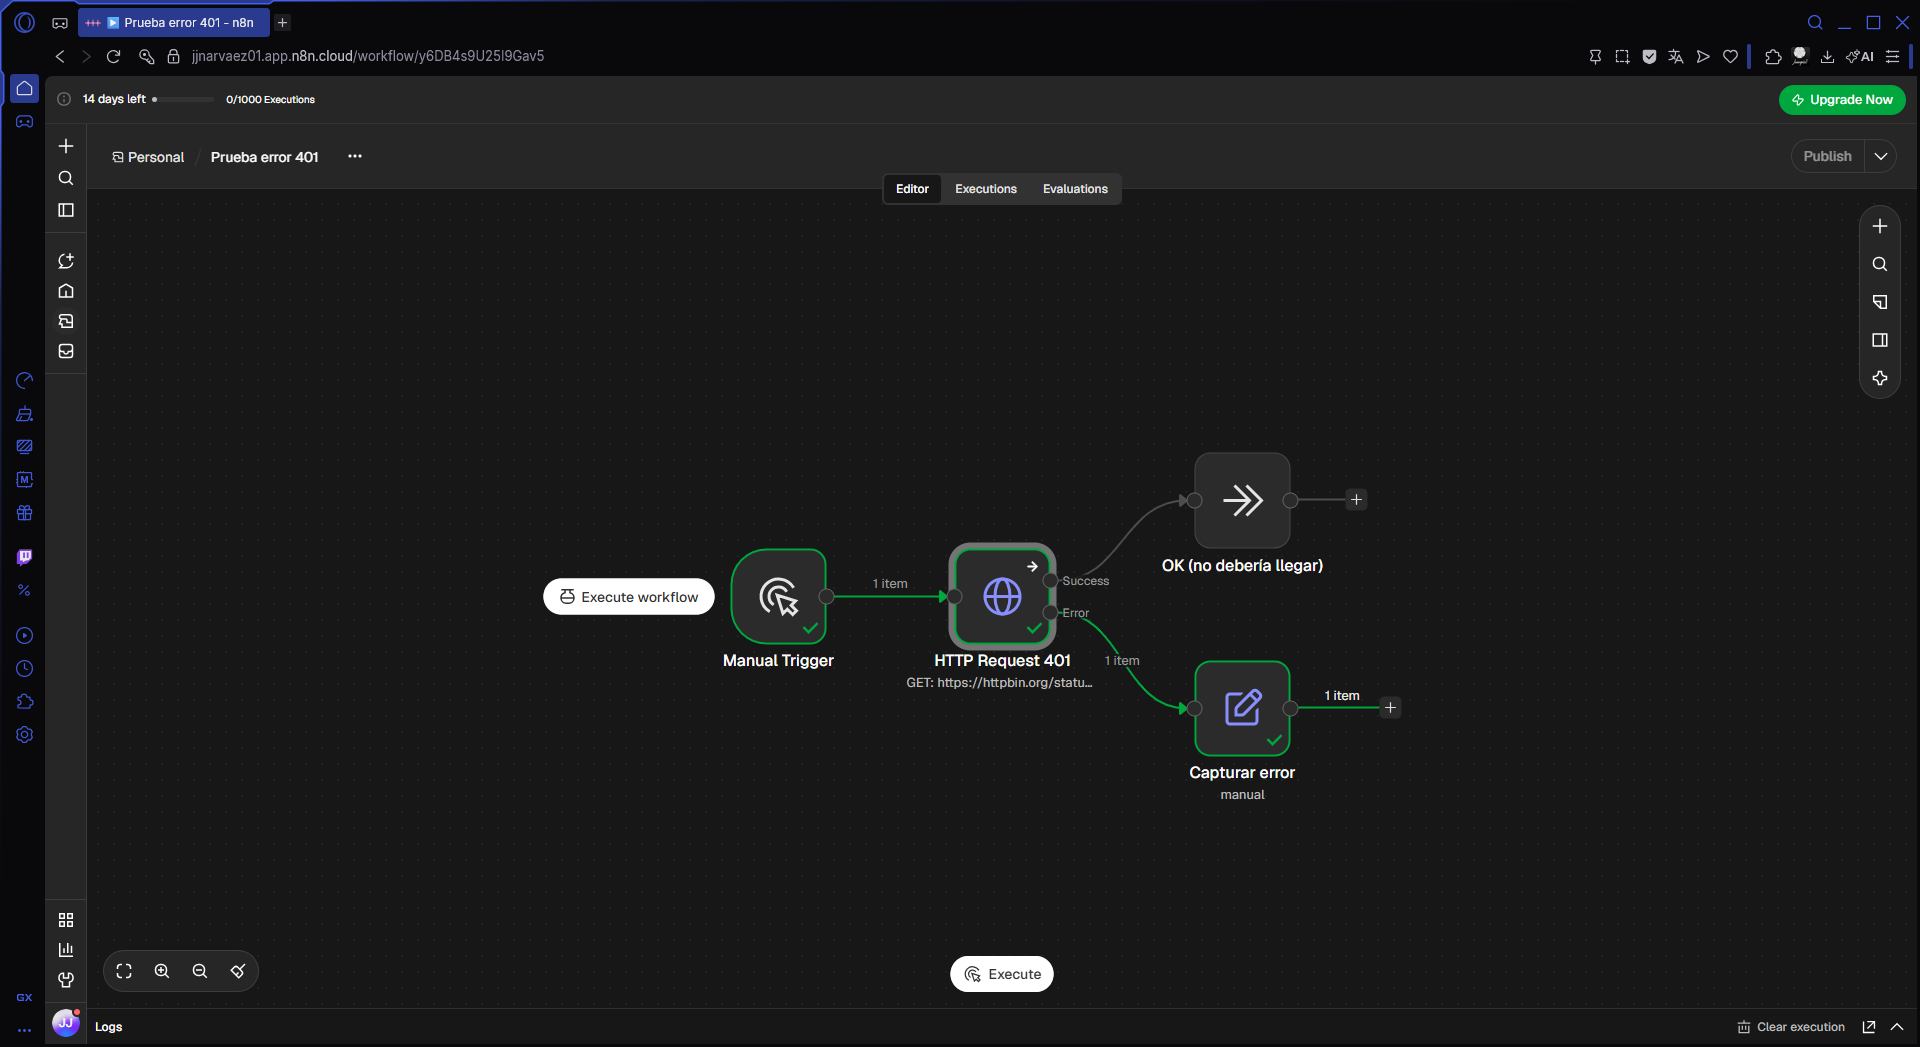 Prueba error 401 - n8n
jjnarvaez01.app.n8n.cloud/workflow/y6DB4s9U25I9Gav5
AI
14 days left
0/1000 Executions
Upgrade Now
Personal / Prueba error 401 ...
Publish
Editor
Executions
Evaluations
M
OK (no debería llegar)
Execute workflow
1 item
Success
Error
Manual Trigger
HTTP Request 401
GET: https://httpbin.org/statu...
1 item
1 item
Capturar error
manual
Execute
GX
JJ
Logs
Clear execution